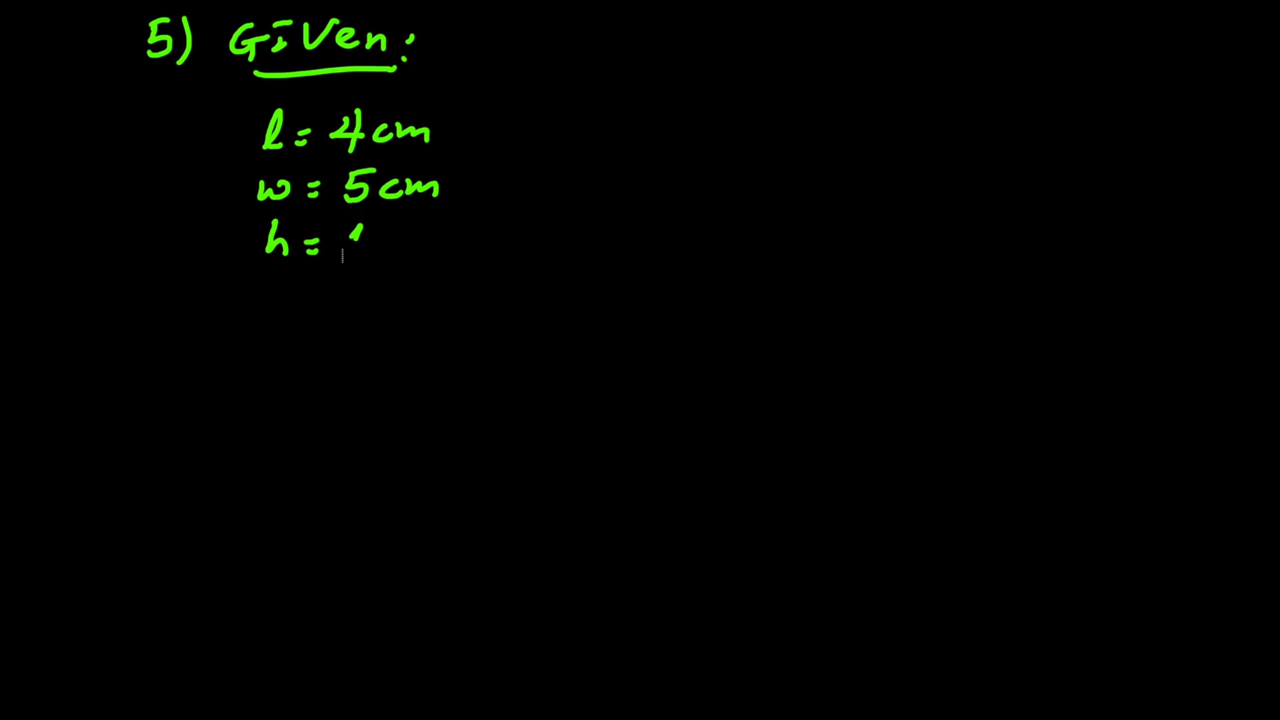 5) Given:
l = 4cm
w = 5cm
h =